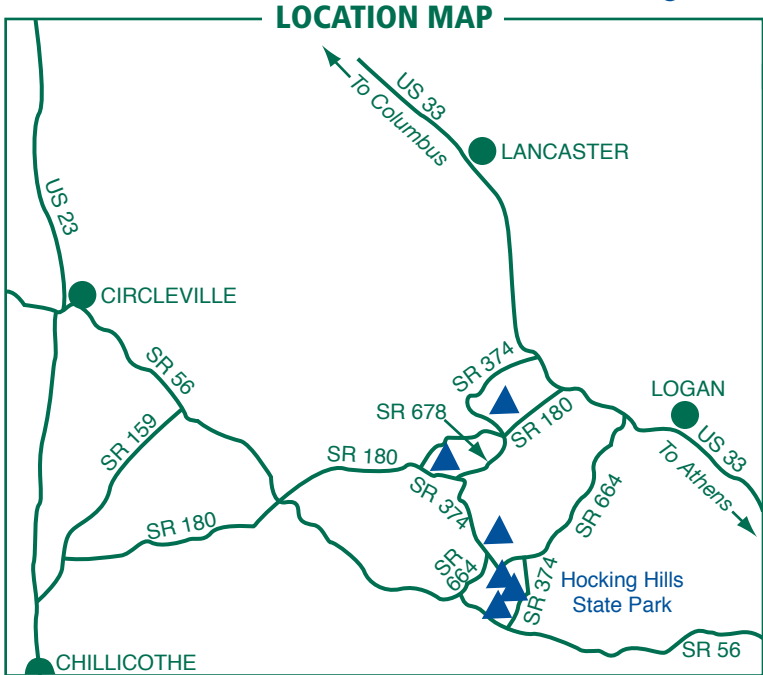 LOCATION MAP
US 33
To Columbus
LANCASTER
US 23
CIRCLEVILLE
SR 374
SR 56
LOGAN
SR 678
SR 180
SR 159
SR 180
US 33
To Athens
SR 374
SR 664
SR 180
SR 664
SR 374
Hocking Hills
State Park
SR 56
CHILLICOTHE